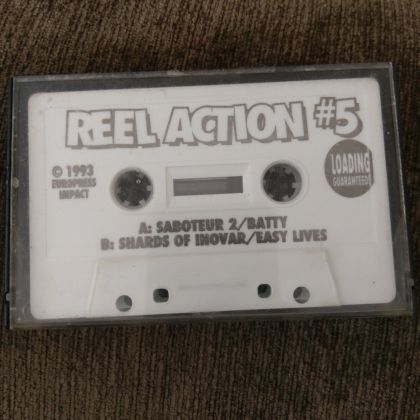 REEL ACTION #5
© 1993
EUROPRESS
IMPACT
LOADING
GUARANTEED!
A: SABOTEUR 2/BATTY
B: SHARDS OF INOVAR/EASY LIVES